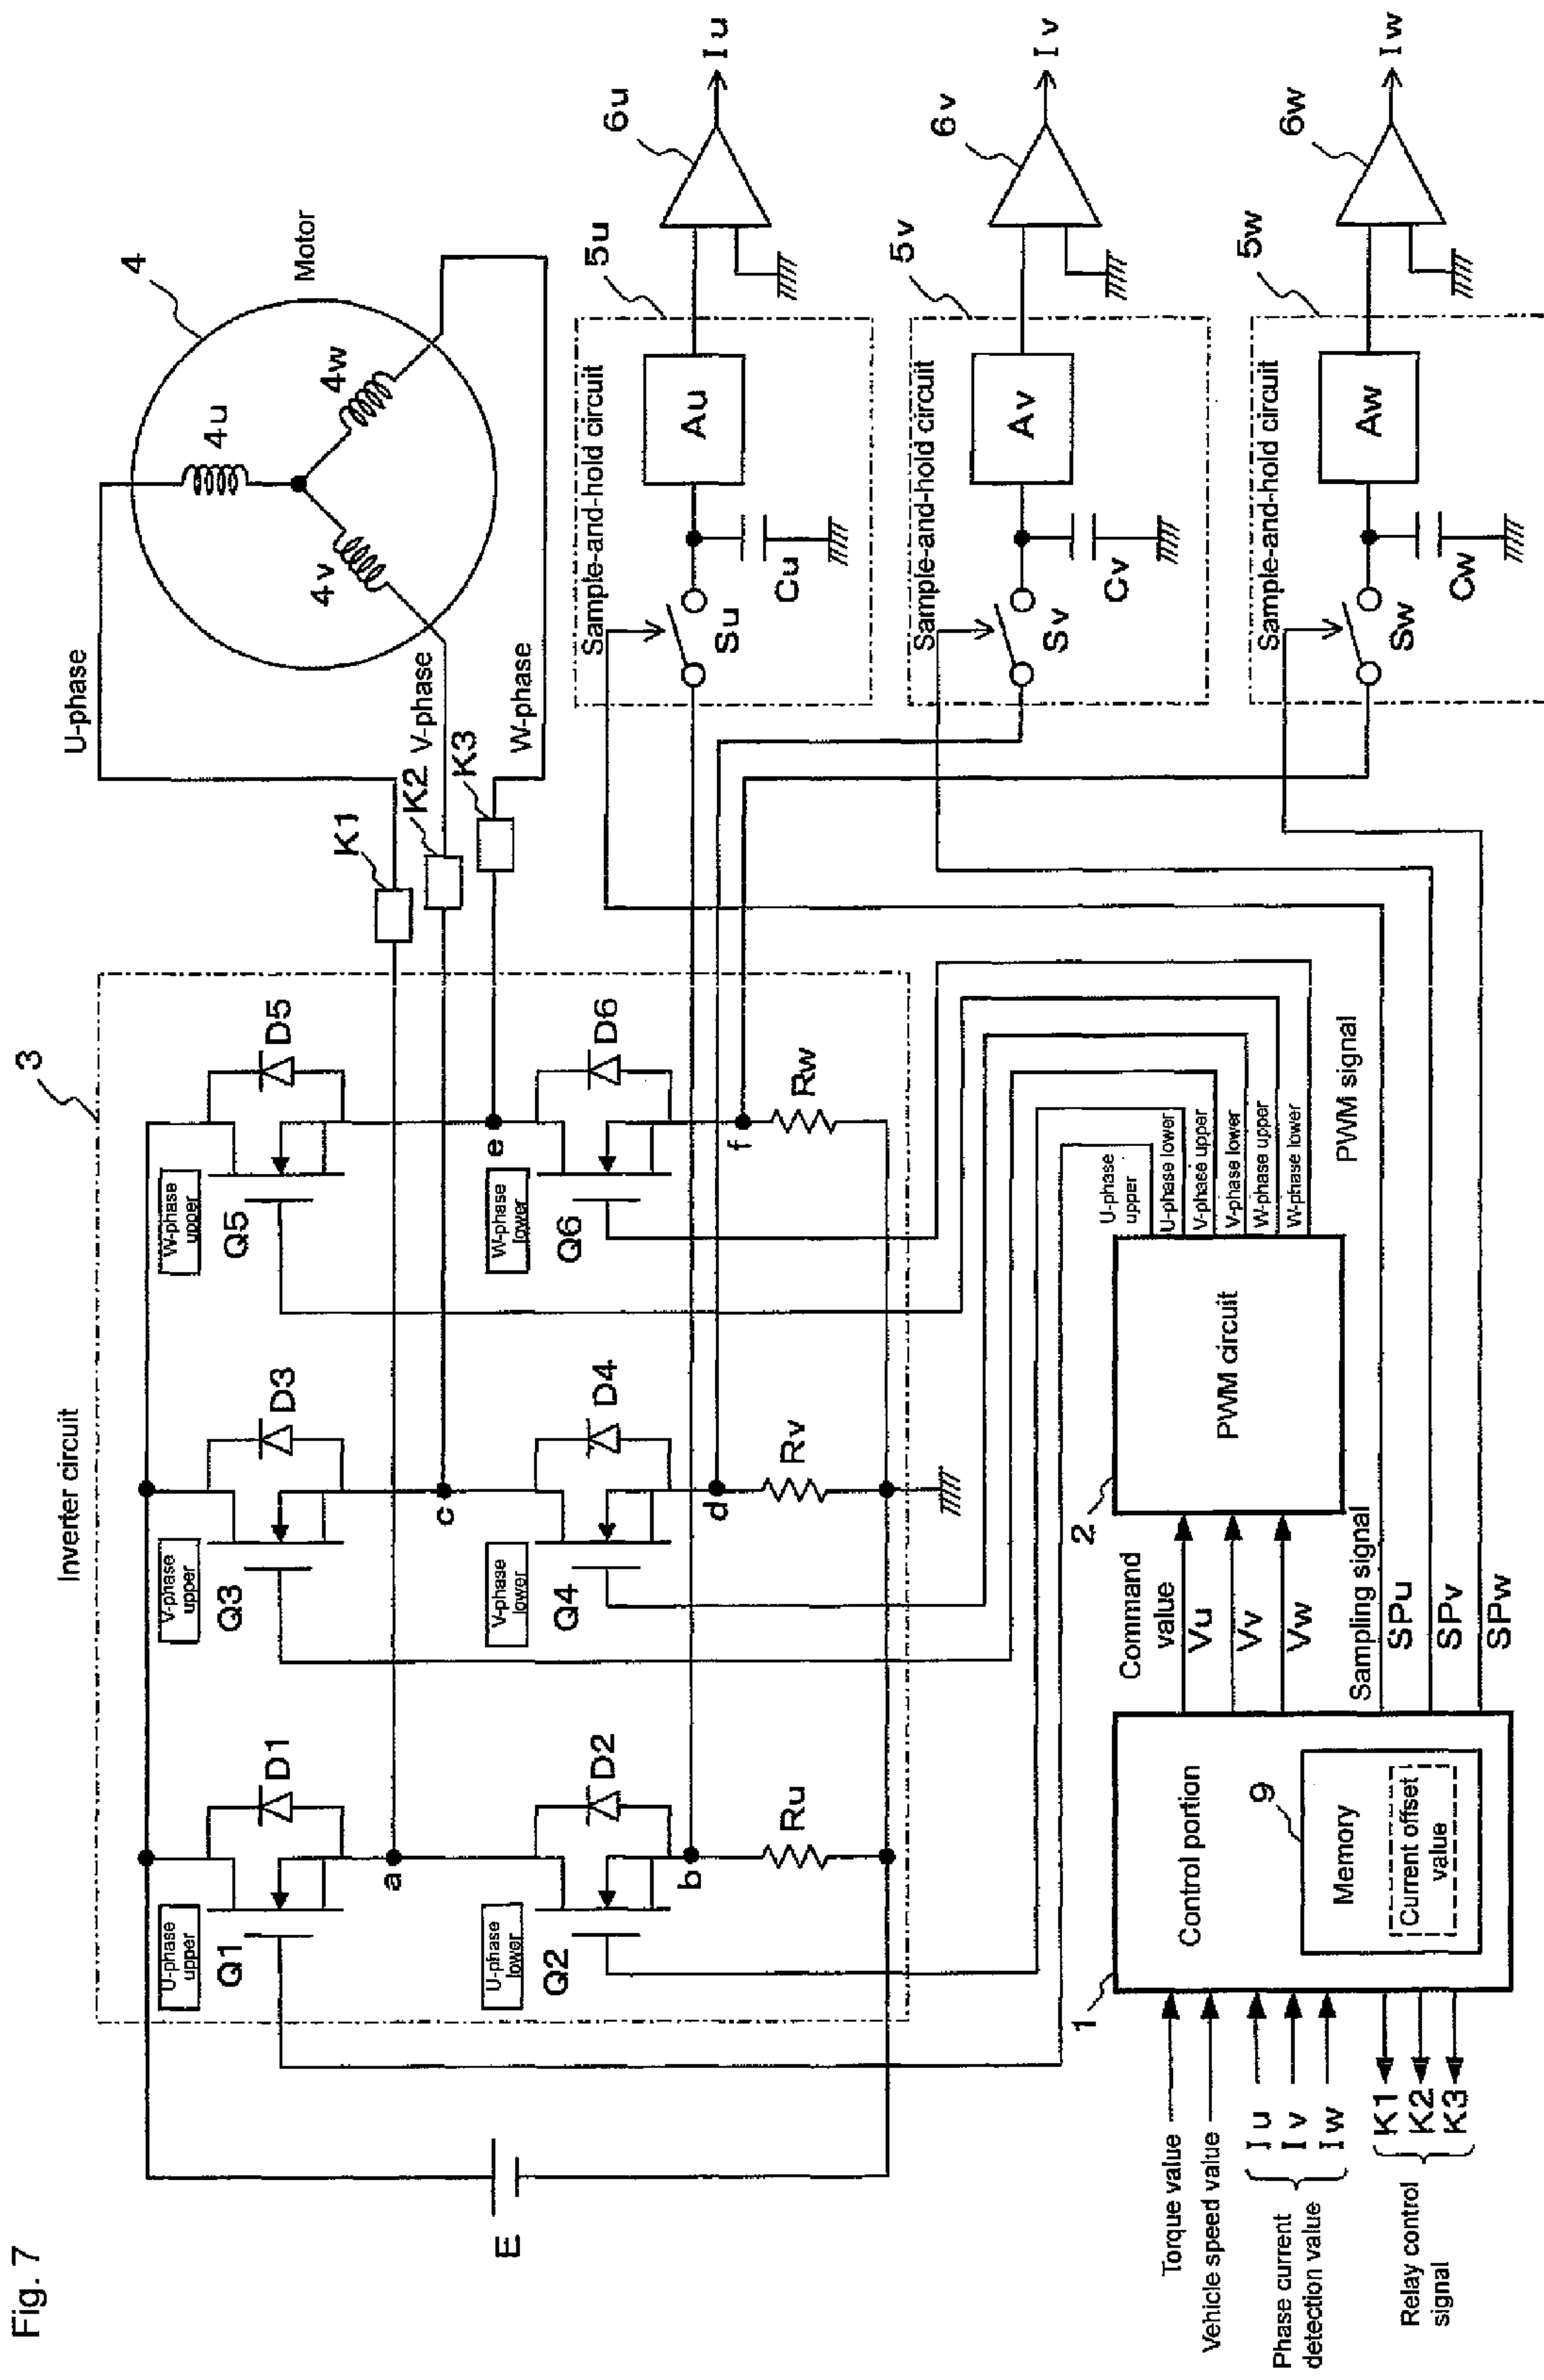 Fig. 7
Inverter circuit
3
U-phase
upper
Q1
D1
V-phase
upper
Q3
D3
W-phase
upper
Q5
D5
a
c
e
U-phase
lower
Q2
D2
V-phase
lower
Q4
D4
W-phase
lower
Q6
D6
b
d
f
Ru
Rv
Rw
E
K1
K2
K3
U-phase
V-phase
W-phase
4
Motor
4u
4v
4w
Sample-and-hold circuit
5u
Su
Cu
Au
6u
Iu
Sample-and-hold circuit
5v
Sv
Cv
Av
6v
Iv
Sample-and-hold circuit
5w
Sw
Cw
Aw
6w
Iw
Torque value
Vehicle speed value
Phase current
detection value
Iu
Iv
Iw
Relay control
signal
K1
K2
K3
1
Control portion
9
Memory
Current offset
value
Command
value
Vu
Vv
Vw
Sampling signal
SPu
SPv
SPw
2
PWM circuit
U-phase
upper
U-phase lower
V-phase upper
V-phase lower
W-phase upper
W-phase lower
PWM signal